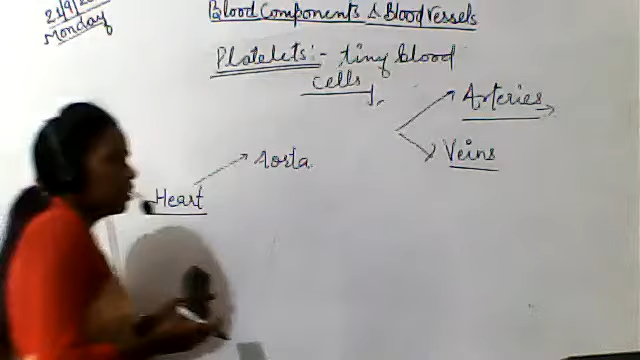 Blood Components & Blood Vessels
Monday
Platelets:- tiny blood
cells
Arteries
Veins
Aorta
Heart